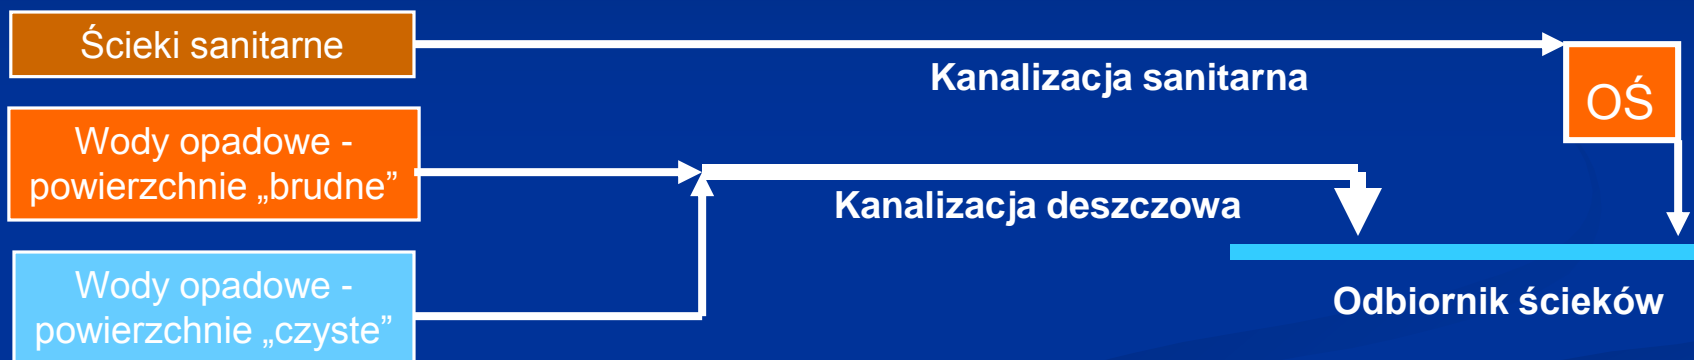 Ścieki sanitarne
Kanalizacja sanitarna
OŚ
Wody opadowe -
powierzchnie „brudne”
Kanalizacja deszczowa
Wody opadowe -
powierzchnie „czyste”
Odbiornik ścieków